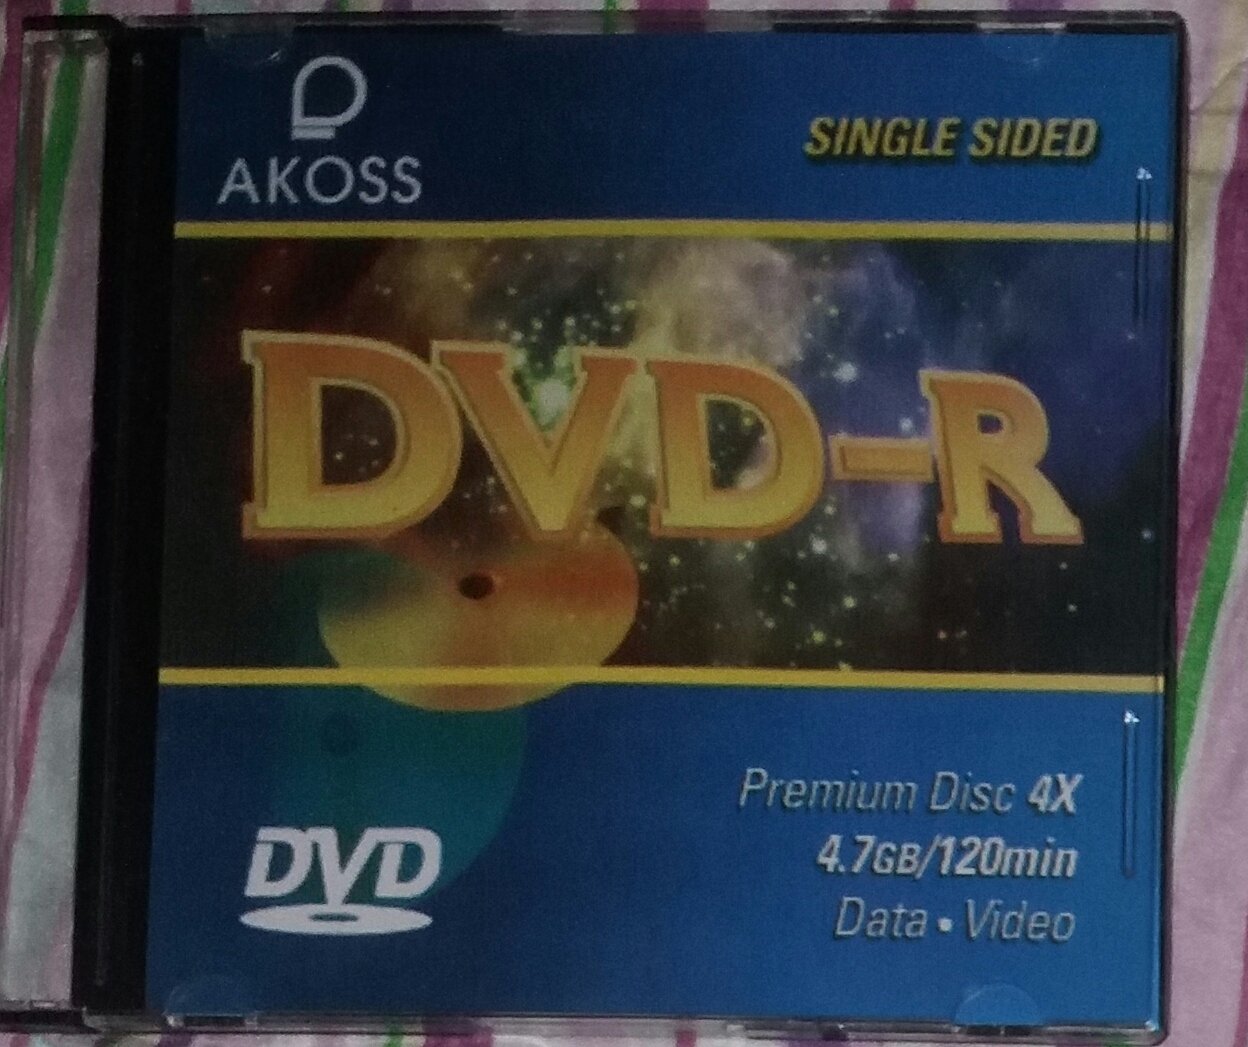 AKOSS
SINGLE SIDED
DVD-R
Premium Disc 4X
4.7GB/120min
Data • Video
DVD